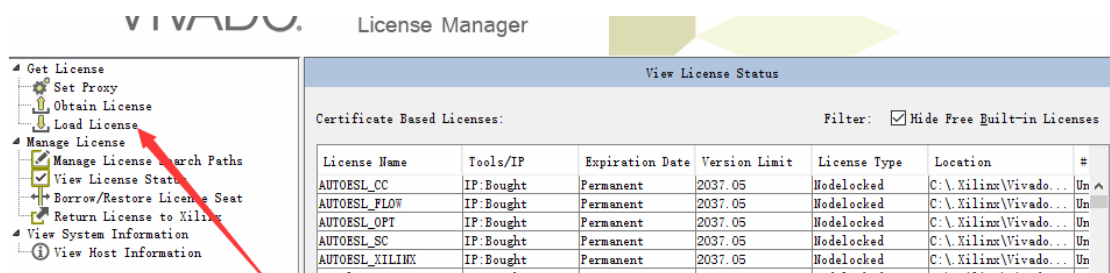 VIVADO.
License Manager
Get License
Set Proxy
Obtain License
Load License
Manage License
Manage License Search Paths
View License Status
Borrow/Restore License Seat
Return License to Xilinx
View System Information
View Host Information
View License Status
Certificate Based Licenses:
Filter: Hide Free Built-in Licenses
License Name Tools/IP Expiration Date Version Limit License Type Location #
AUTOESL_CC IP:Bought Permanent 2037.05 Nodelocked C:\.Xilinx\Vivado... Un
AUTOESL_FLOW IP:Bought Permanent 2037.05 Nodelocked C:\.Xilinx\Vivado... Un
AUTOESL_OPT IP:Bought Permanent 2037.05 Nodelocked C:\.Xilinx\Vivado... Un
AUTOESL_SC IP:Bought Permanent 2037.05 Nodelocked C:\.Xilinx\Vivado... Un
AUTOESL_XILINX IP:Bought Permanent 2037.05 Nodelocked C:\.Xilinx\Vivado... Un